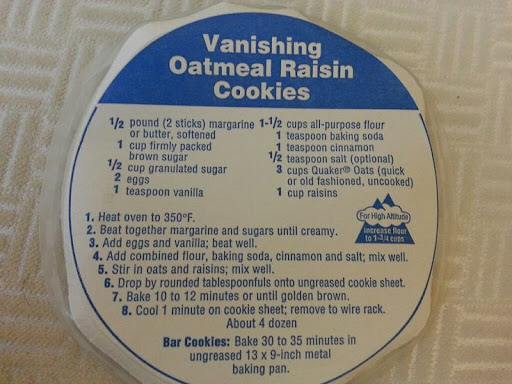 Vanishing
Oatmeal Raisin
Cookies
1/2 pound (2 sticks) margarine
or butter, softened
1 cup firmly packed
brown sugar
1/2 cup granulated sugar
2 eggs
1 teaspoon vanilla
1-1/2 cups all-purpose flour
1 teaspoon baking soda
1 teaspoon cinnamon
1/2 teaspoon salt (optional)
3 cups Quaker® Oats (quick
or old fashioned, uncooked)
1 cup raisins
For High Altitude
increase flour
to 1-3/4 cups
1. Heat oven to 350°F.
2. Beat together margarine and sugars until creamy.
3. Add eggs and vanilla; beat well.
4. Add combined flour, baking soda, cinnamon and salt; mix well.
5. Stir in oats and raisins; mix well.
6. Drop by rounded tablespoonfuls onto ungreased cookie sheet.
7. Bake 10 to 12 minutes or until golden brown.
8. Cool 1 minute on cookie sheet; remove to wire rack.
About 4 dozen
Bar Cookies: Bake 30 to 35 minutes in
ungreased 13 x 9-inch metal
baking pan.